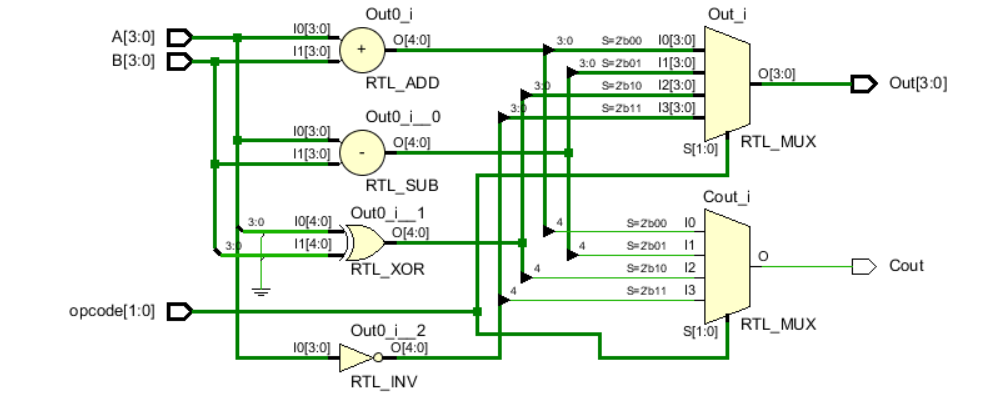 Out0_i
Out_i
A[3:0]
I0[3:0]
O[4:0]
3:0
S=2'b00
I0[3:0]
B[3:0]
I1[3:0]
+
3:0
S=2'b01
I1[3:0]
O[3:0]
Out[3:0]
RTL_ADD
3:0
S=2'b10
I2[3:0]
3:0
S=2'b11
I3[3:0]
Out0_i__0
I0[3:0]
O[4:0]
S[1:0]
RTL_MUX
I1[3:0]
-
RTL_SUB
Cout_i
Out0_i__1
3:0
I0[4:0]
O[4:0]
4
S=2'b00
I0
3:0
I1[4:0]
4
S=2'b01
I1
O
Cout
RTL_XOR
4
S=2'b10
I2
4
S=2'b11
I3
opcode[1:0]
Out0_i__2
S[1:0]
RTL_MUX
I0[3:0]
O[4:0]
RTL_INV